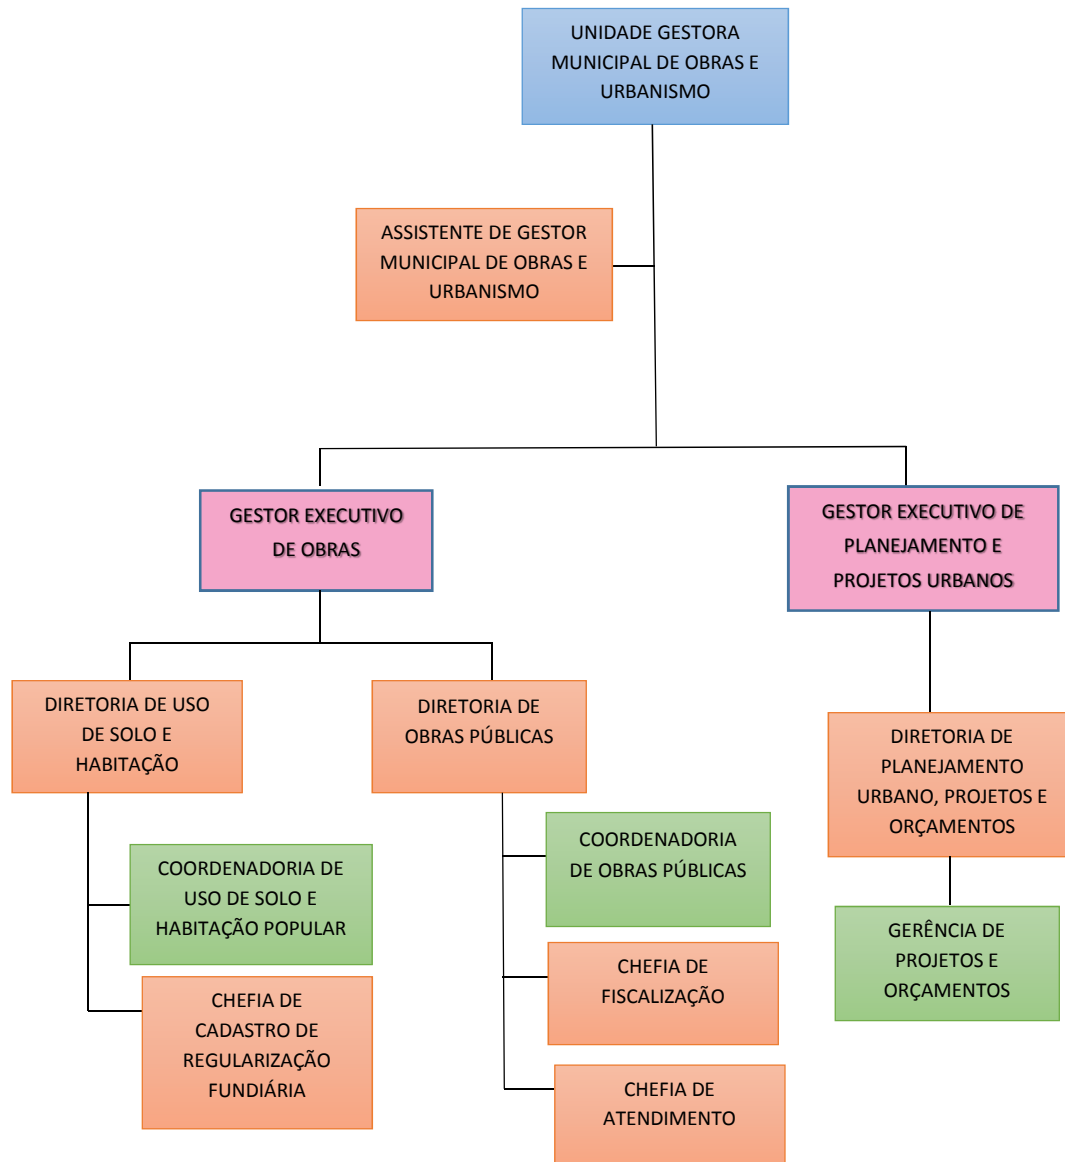 UNIDADE GESTORA
MUNICIPAL DE OBRAS E
URBANISMO
ASSISTENTE DE GESTOR
MUNICIPAL DE OBRAS E
URBANISMO
GESTOR EXECUTIVO
DE OBRAS
GESTOR EXECUTIVO DE
PLANEJAMENTO E
PROJETOS URBANOS
DIRETORIA DE USO
DE SOLO E
HABITAÇÃO
DIRETORIA DE
OBRAS PÚBLICAS
DIRETORIA DE
PLANEJAMENTO
URBANO, PROJETOS E
ORÇAMENTOS
COORDENADORIA DE
USO DE SOLO E
HABITAÇÃO POPULAR
COORDENADORIA
DE OBRAS PÚBLICAS
GERÊNCIA DE
PROJETOS E
ORÇAMENTOS
CHEFIA DE
CADASTRO DE
REGULARIZAÇÃO
FUNDIÁRIA
CHEFIA DE
FISCALIZAÇÃO
CHEFIA DE
ATENDIMENTO